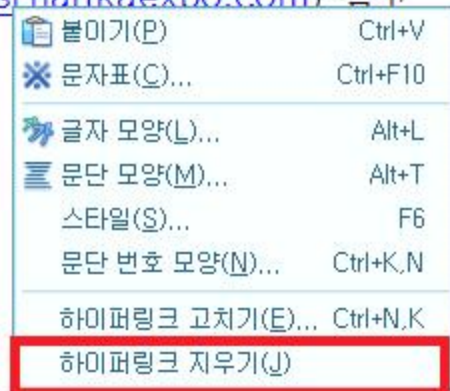 붙이기(P) Ctrl+V
문자표(C)... Ctrl+F10
글자 모양(L)... Alt+L
문단 모양(M)... Alt+T
스타일(S)... F6
문단 번호 모양(N)... Ctrl+K,N
하이퍼링크 고치기(E)... Ctrl+N,K
하이퍼링크 지우기(J)